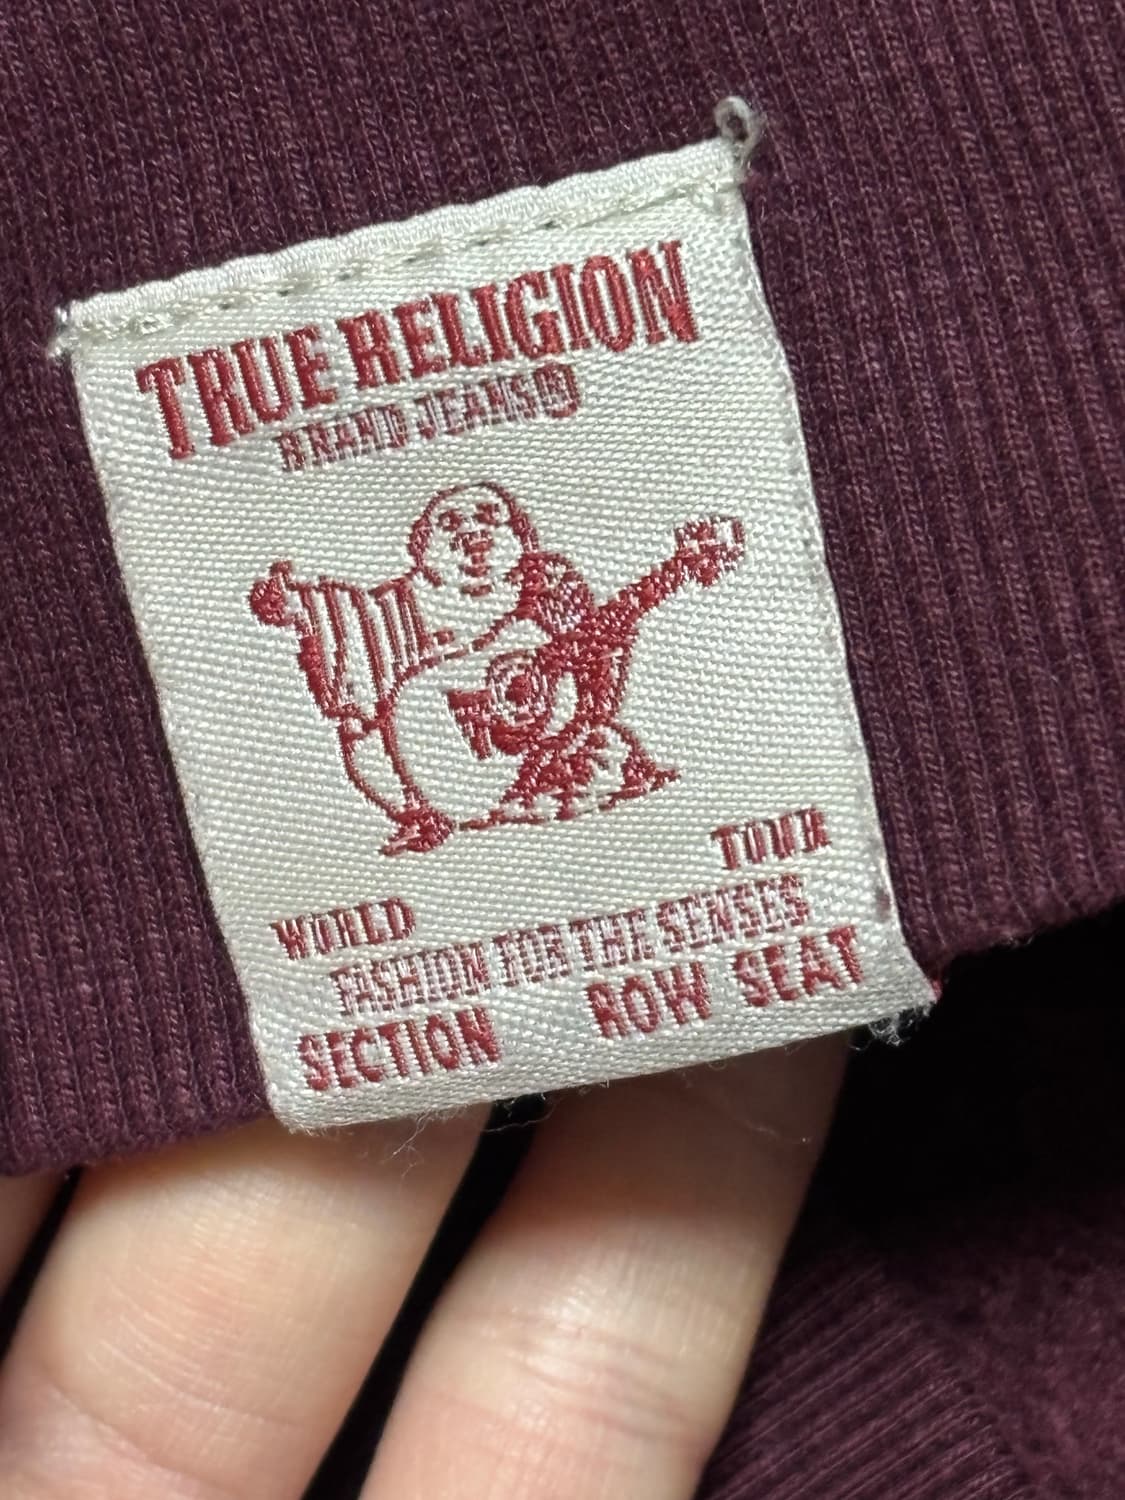 TRUE RELIGION
BRAND JEANS®
WORLD TOUR
FASHION FOR THE SENSES
SECTION ROW SEAT